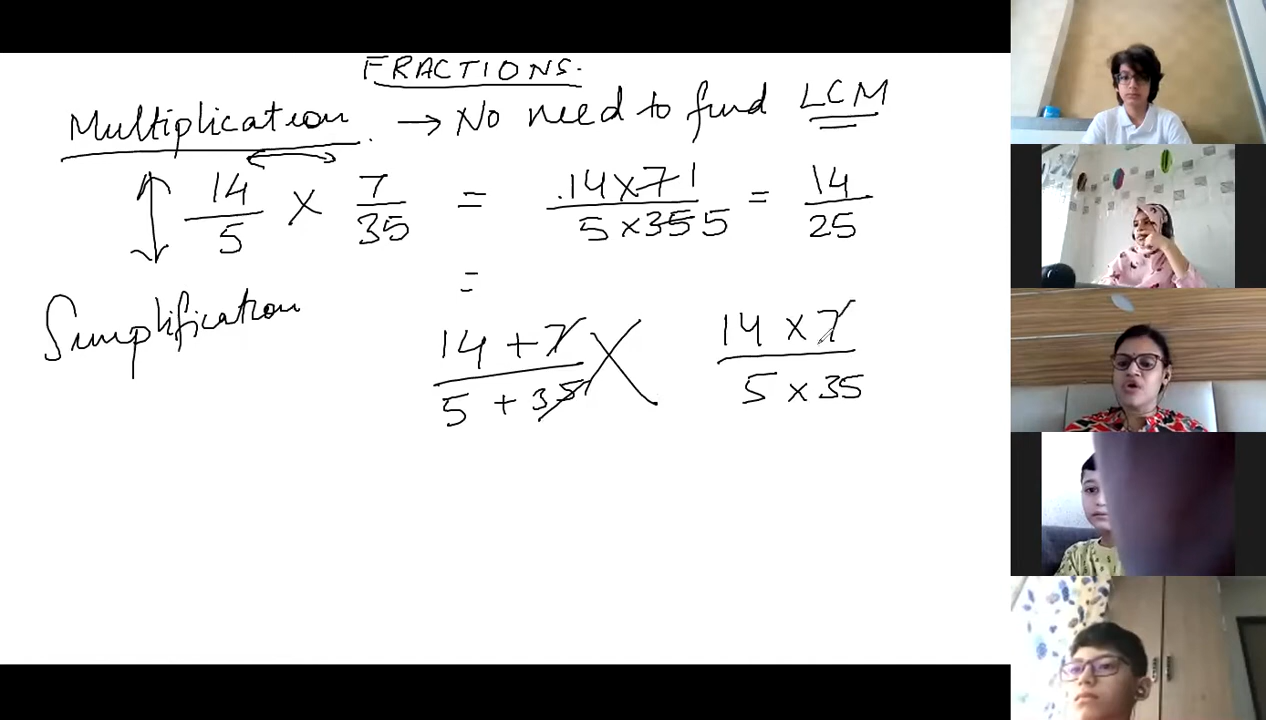 FRACTIONS.
Multiplication. → No need to find LCM
14/5 × 7/35 = 14×7 1/5×35 5 = 14/25
=
Simplification
14 + 7/5 + 35 × 14 × 7/5 × 35